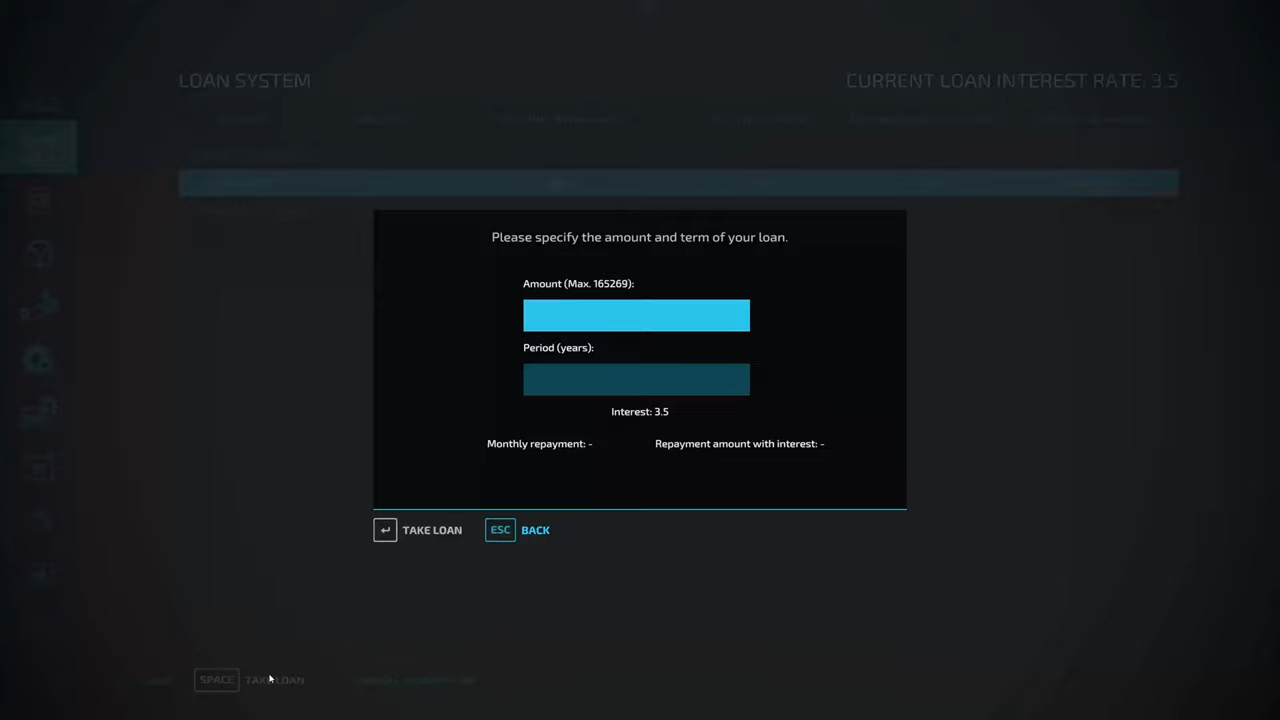 LOAN SYSTEM
CURRENT LOAN INTEREST RATE: 3.5
Please specify the amount and term of your loan.
Amount (Max. 165269):
Period (years):
Interest: 3.5
Monthly repayment: -
Repayment amount with interest: -
TAKE LOAN
ESC BACK
SPACE TAKE LOAN